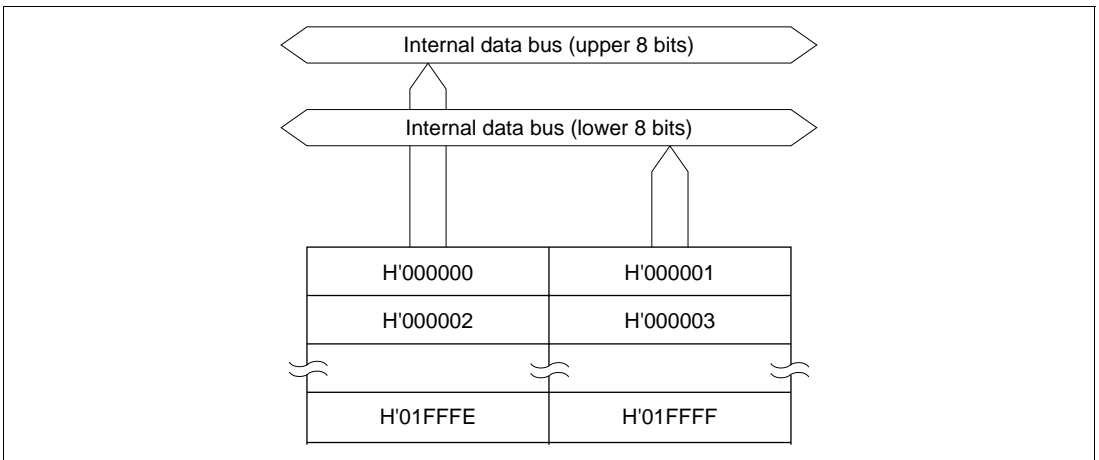 Internal data bus (upper 8 bits)
Internal data bus (lower 8 bits)
H'000000 H'000001
H'000002 H'000003
H'01FFFE H'01FFFF